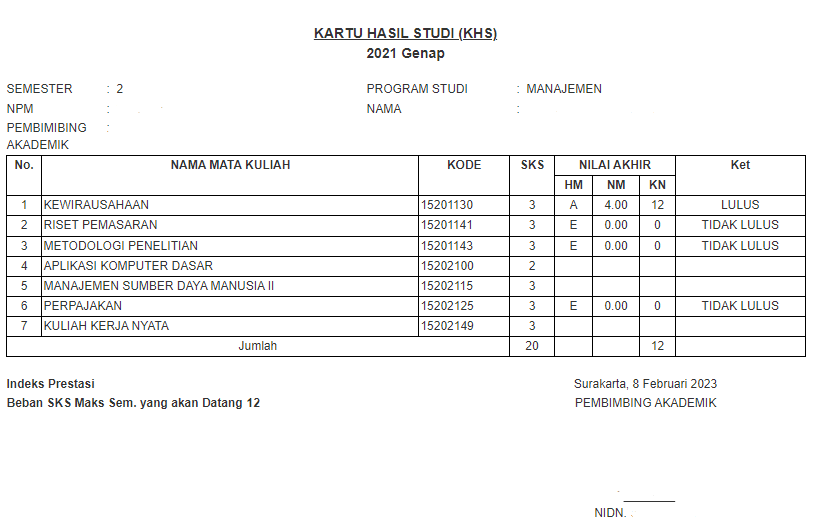 KARTU HASIL STUDI (KHS)
2021 Genap
SEMESTER : 2 PROGRAM STUDI : MANAJEMEN
NPM : NAMA :
PEMBIMIBING :
AKADEMIK
No. NAMA MATA KULIAH KODE SKS NILAI AKHIR Ket
HM NM KN
1 KEWIRAUSAHAAN 15201130 3 A 4.00 12 LULUS
2 RISET PEMASARAN 15201141 3 E 0.00 0 TIDAK LULUS
3 METODOLOGI PENELITIAN 15201143 3 E 0.00 0 TIDAK LULUS
4 APLIKASI KOMPUTER DASAR 15202100 2
5 MANAJEMEN SUMBER DAYA MANUSIA II 15202115 3
6 PERPAJAKAN 15202125 3 E 0.00 0 TIDAK LULUS
7 KULIAH KERJA NYATA 15202149 3
Jumlah 20 12
Indeks Prestasi Surakarta, 8 Februari 2023
Beban SKS Maks Sem. yang akan Datang 12 PEMBIMBING AKADEMIK
NIDN.